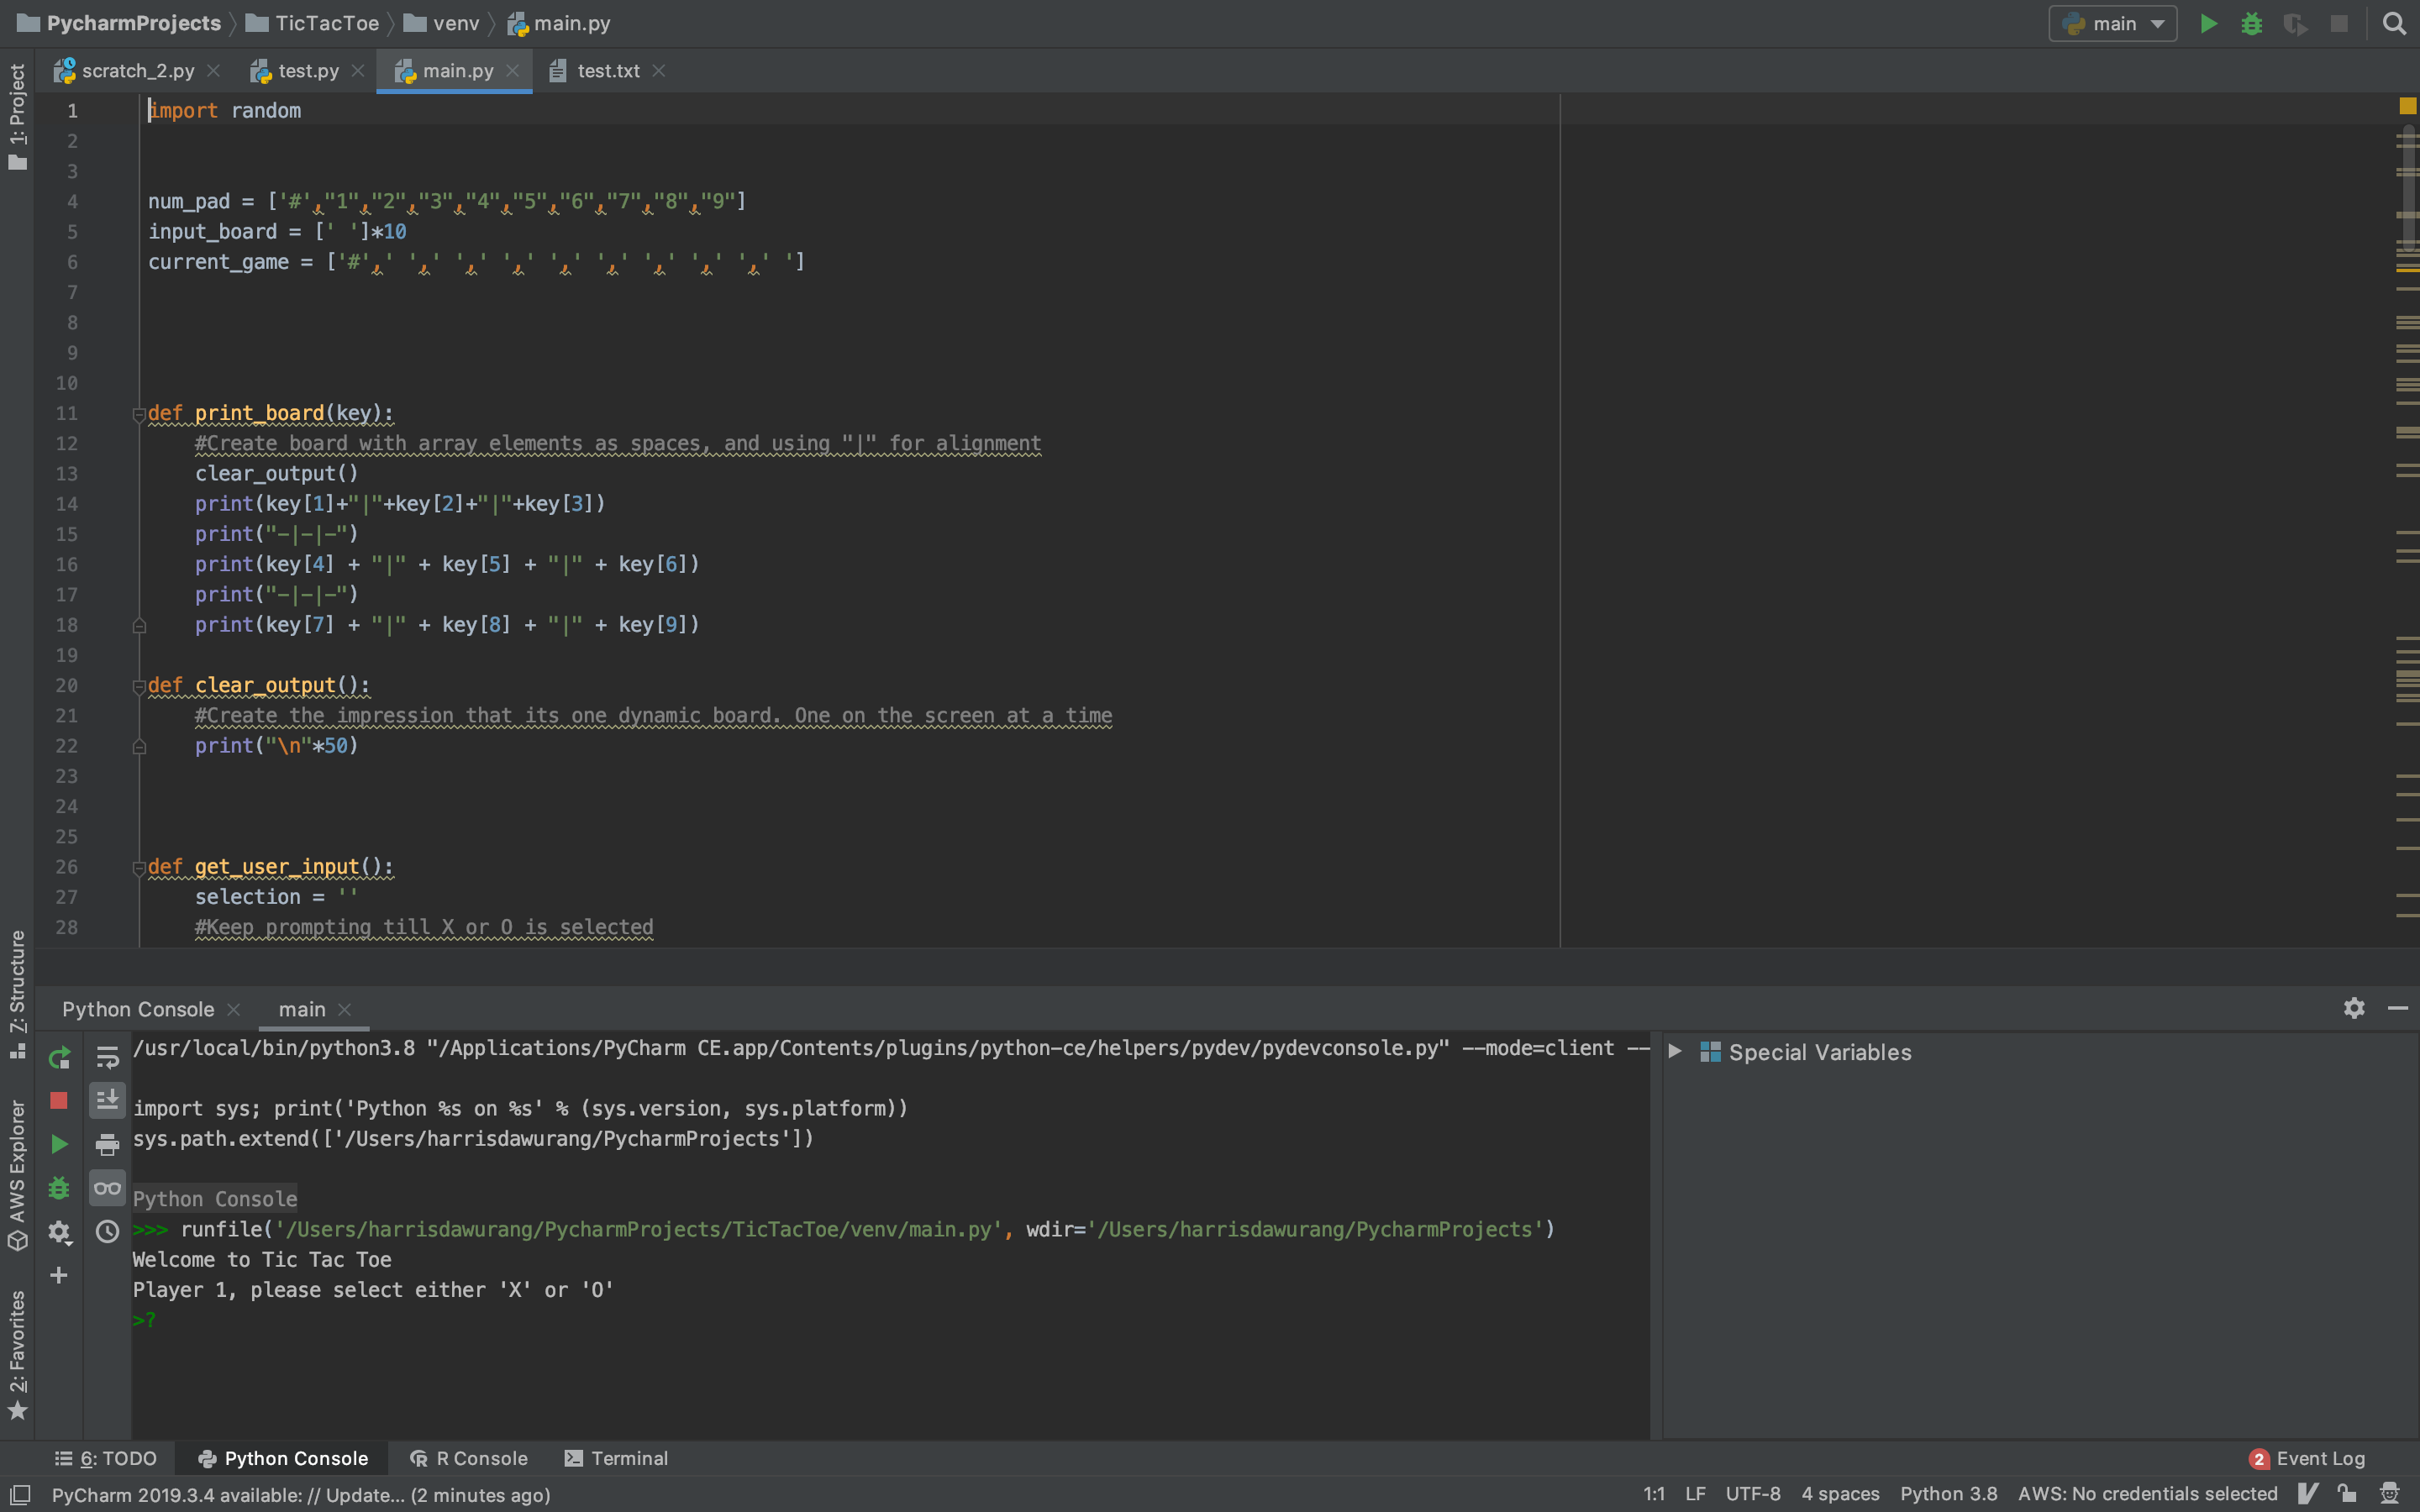 PycharmProjects TicTacToe venv main.py main
scratch_2.py test.py main.py test.txt
1: Project
1 import random
2
3
4 num_pad = ['#',"1","2","3","4","5","6","7","8","9"]
5 input_board = [' ']*10
6 current_game = ['#',' ',' ',' ',' ',' ',' ',' ',' ',' ']
7
8
9
10
11 def print_board(key):
12 #Create board with array elements as spaces, and using "|" for alignment
13 clear_output()
14 print(key[1]+"|"+key[2]+"|"+key[3])
15 print("-|-|-")
16 print(key[4] + "|" + key[5] + "|" + key[6])
17 print("-|-|-")
18 print(key[7] + "|" + key[8] + "|" + key[9])
19
20 def clear_output():
21 #Create the impression that its one dynamic board. One on the screen at a time
22 print("\n"*50)
23
24
25
26 def get_user_input():
27 selection = ''
28 #Keep prompting till X or O is selected
7: Structure
AWS Explorer
2: Favorites
Python Console main
/usr/local/bin/python3.8 "/Applications/PyCharm CE.app/Contents/plugins/python-ce/helpers/pydev/pydevconsole.py" --mode=client --
Special Variables
import sys; print('Python %s on %s' % (sys.version, sys.platform))
sys.path.extend(['/Users/harrisdawurang/PycharmProjects'])
Python Console
>>> runfile('/Users/harrisdawurang/PycharmProjects/TicTacToe/venv/main.py', wdir='/Users/harrisdawurang/PycharmProjects')
Welcome to Tic Tac Toe
Player 1, please select either 'X' or 'O'
>?
6: TODO Python Console R Console Terminal 2 Event Log
PyCharm 2019.3.4 available: // Update... (2 minutes ago) 1:1 LF UTF-8 4 spaces Python 3.8 AWS: No credentials selected